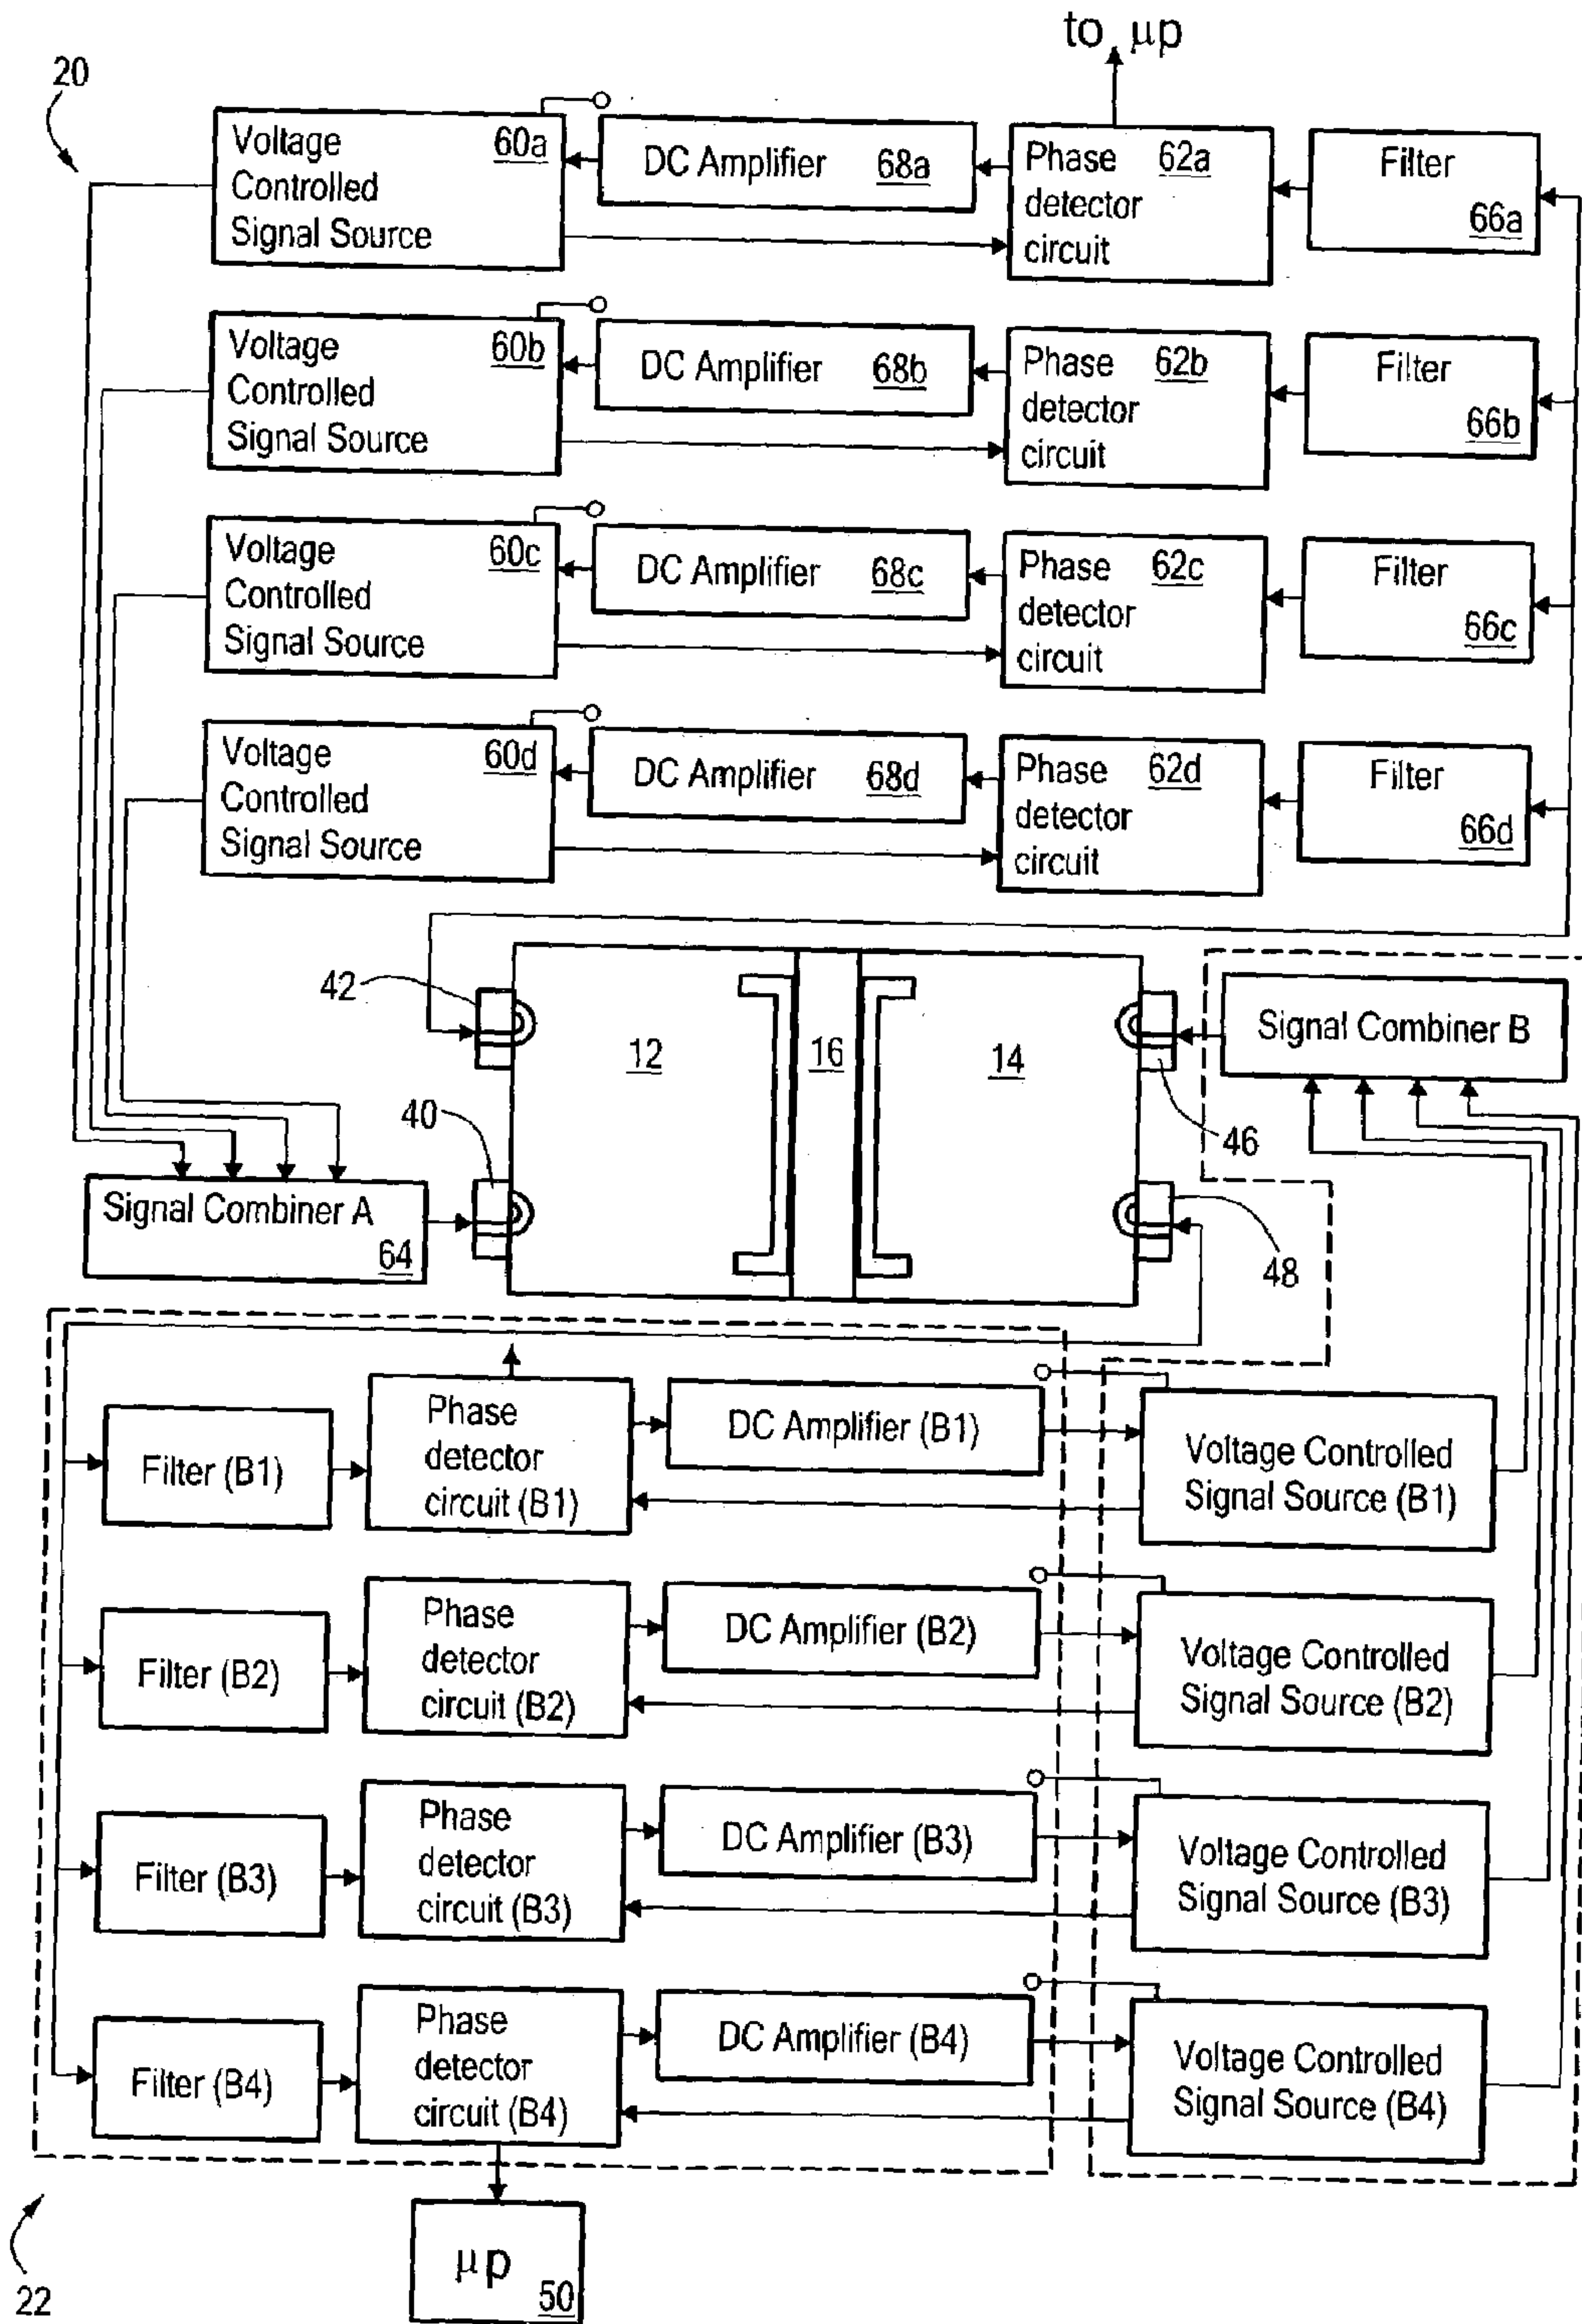 to μp
20
Voltage
Controlled
Signal Source
60a
DC Amplifier 68a
Phase
detector
circuit
62a
Filter
66a
Voltage
Controlled
Signal Source
60b
DC Amplifier 68b
Phase
detector
circuit
62b
Filter
66b
Voltage
Controlled
Signal Source
60c
DC Amplifier 68c
Phase
detector
circuit
62c
Filter
66c
Voltage
Controlled
Signal Source
60d
DC Amplifier 68d
Phase
detector
circuit
62d
Filter
66d
42
12
16
14
Signal Combiner B
46
40
Signal Combiner A
64
48
Filter (B1)
Phase
detector
circuit (B1)
DC Amplifier (B1)
Voltage Controlled
Signal Source (B1)
Filter (B2)
Phase
detector
circuit (B2)
DC Amplifier (B2)
Voltage Controlled
Signal Source (B2)
Filter (B3)
Phase
detector
circuit (B3)
DC Amplifier (B3)
Voltage Controlled
Signal Source (B3)
Filter (B4)
Phase
detector
circuit (B4)
DC Amplifier (B4)
Voltage Controlled
Signal Source (B4)
22
μp
50